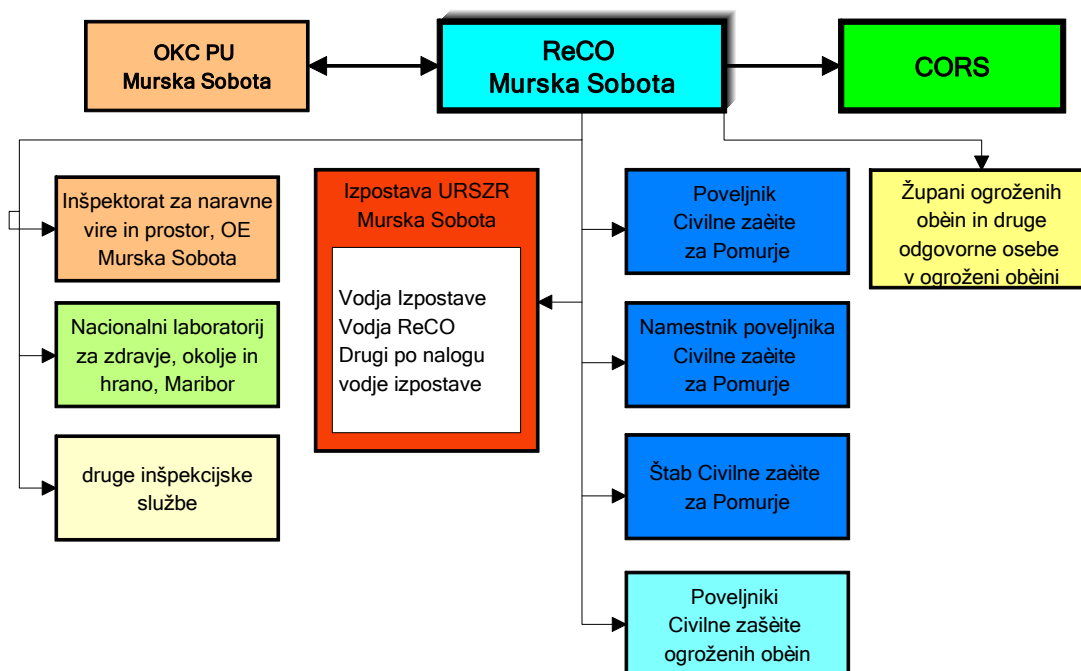 OKC PU
Murska Sobota
ReCO
Murska Sobota
CORS
Inšpektorat za naravne
vire in prostor, OE
Murska Sobota
Nacionalni laboratorij
za zdravje, okolje in
hrano, Maribor
druge inšpekcijske
službe
Izpostava URSZR
Murska Sobota
Vodja Izpostave
Vodja ReCO
Drugi po nalogu
vodje izpostave
Poveljnik
Civilne zaèite
za Pomurje
Namestnik poveljnika
Civilne zaèite
za Pomurje
Štab Civilne zaèite
za Pomurje
Poveljniki
Civilne zašèite
ogroženih obèin
Župani ogroženih
obèin in druge
odgovorne osebe
v ogroženi obèini